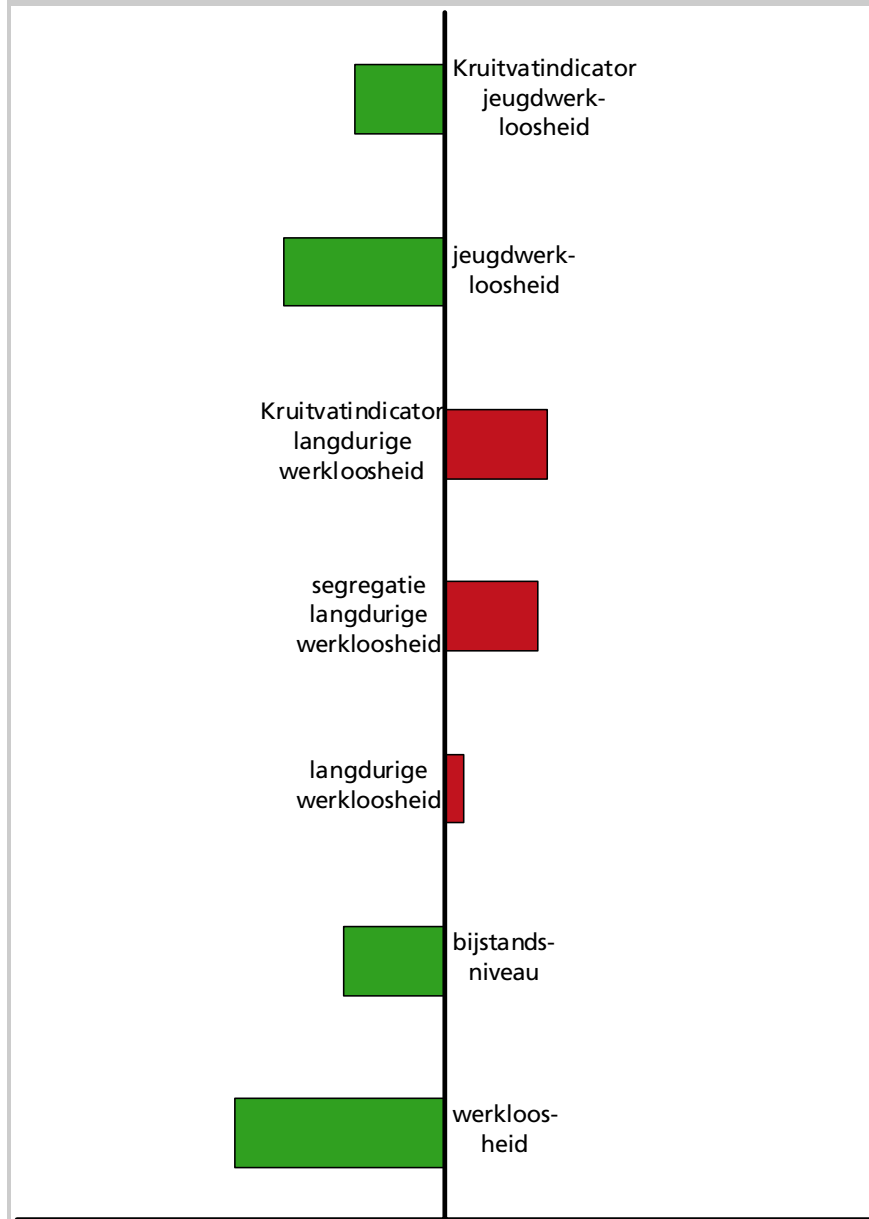 Kruitvatindicator
jeugdwerk-
loosheid
jeugdwerk-
loosheid
Kruitvatindicator
langdurige
werkloosheid
segregatie
langdurige
werkloosheid
langdurige
werkloosheid
bijstands-
niveau
werkloos-
heid